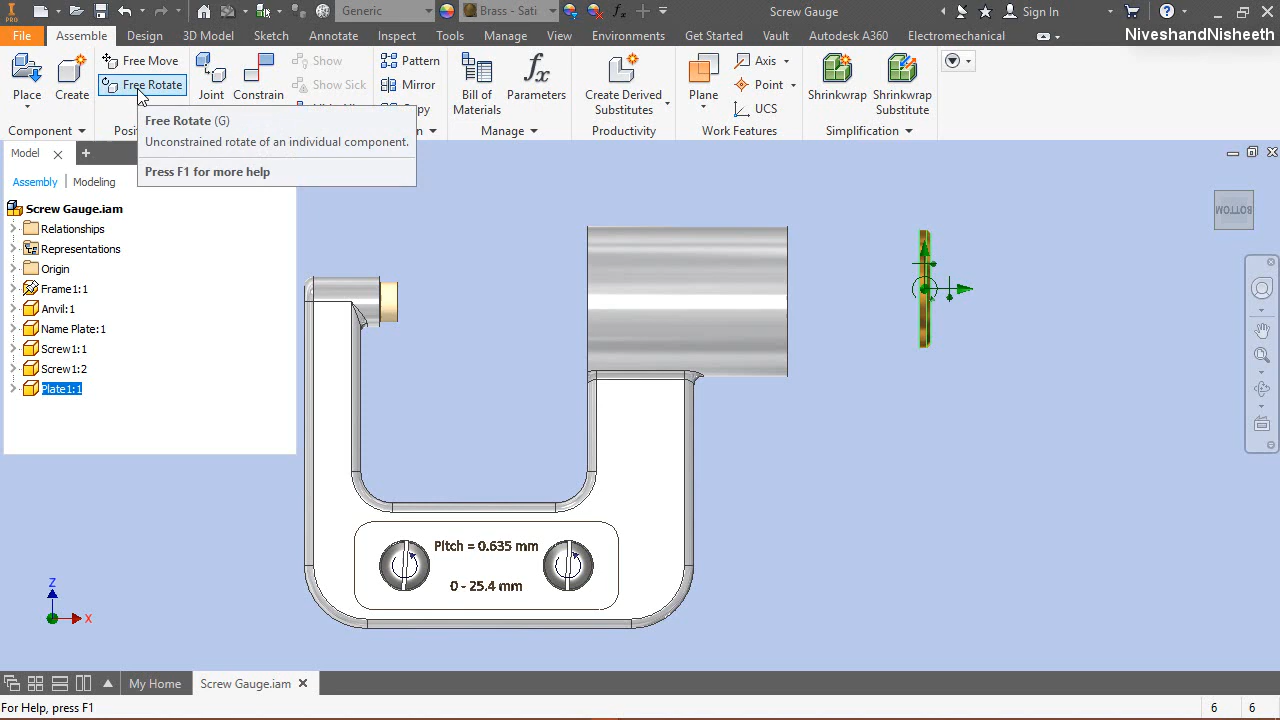 PRO
Generic
Brass - Sati
Screw Gauge
Sign In
File
Assemble
Design
3D Model
Sketch
Annotate
Inspect
Tools
Manage
View
Environments
Get Started
Vault
Autodesk A360
Electromechanical
NiveshandNisheeth
Place
Create
Free Move
Free Rotate
Joint
Constrain
Show
Show Sick
Pattern
Mirror
Bill of
Materials
Parameters
Create Derived
Substitutes
Plane
Axis
Point
UCS
Shrinkwrap
Shrinkwrap
Substitute
Component
Manage
Productivity
Work Features
Simplification
Free Rotate (G)
Unconstrained rotate of an individual component.
Press F1 for more help
Model
Assembly
Modeling
Screw Gauge.iam
Relationships
Representations
Origin
Frame1:1
Anvil:1
Name Plate:1
Screw1:1
Screw1:2
Plate1:1
BOTTOM
Pitch = 0.635 mm
0 - 25.4 mm
Z
X
My Home
Screw Gauge.iam
For Help, press F1
6
6